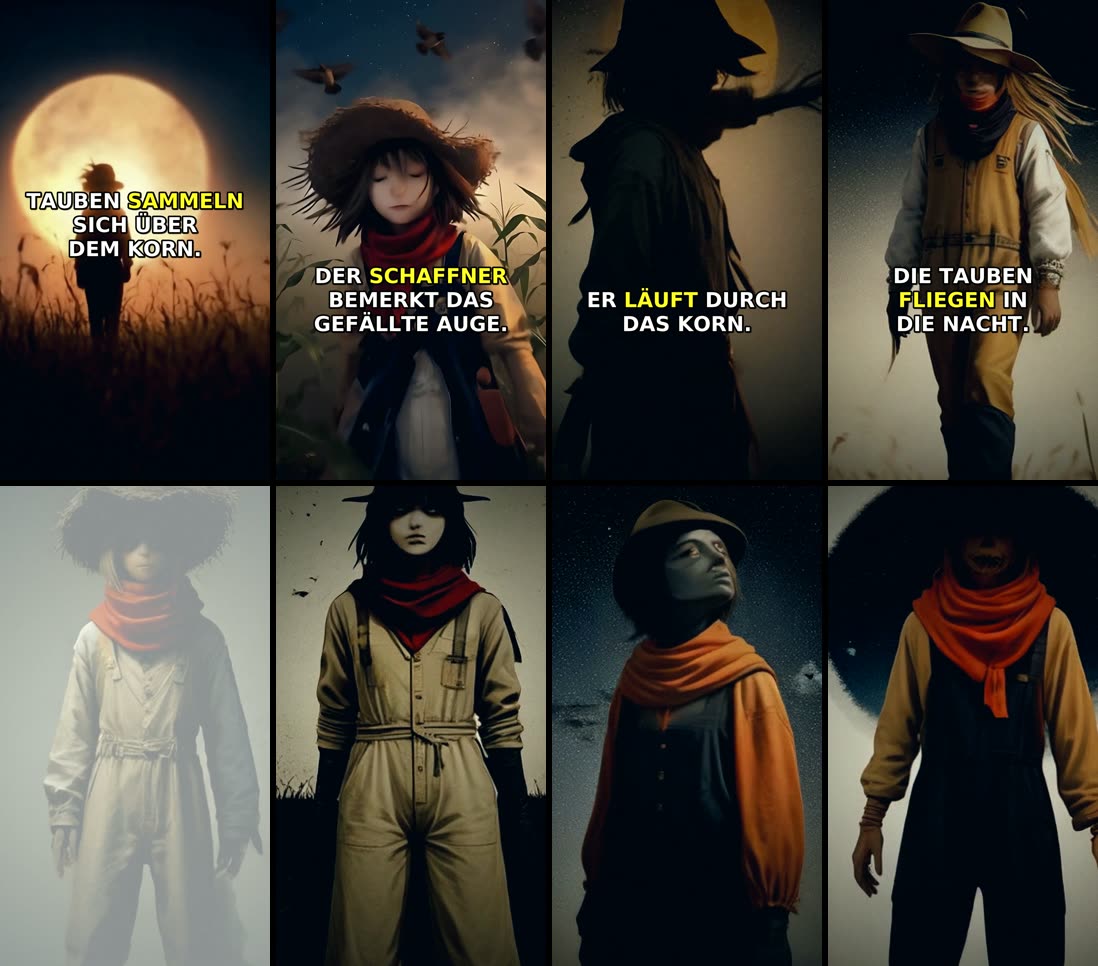 TAUBEN SAMMELN
SICH ÜBER
DEM KORN.
DER SCHAFFNER
BEMERKT DAS
GEFÄLLTE AUGE.
ER LÄUFT DURCH
DAS KORN.
DIE TAUBEN
FLIEGEN IN
DIE NACHT.